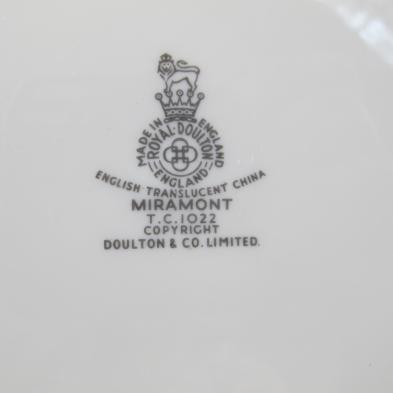 MADE IN ENGLAND
ROYAL·DOULTON
ENGLAND
ENGLISH TRANSLUCENT CHINA
MIRAMONT
T.C.1022
COPYRIGHT
DOULTON & CO. LIMITED.